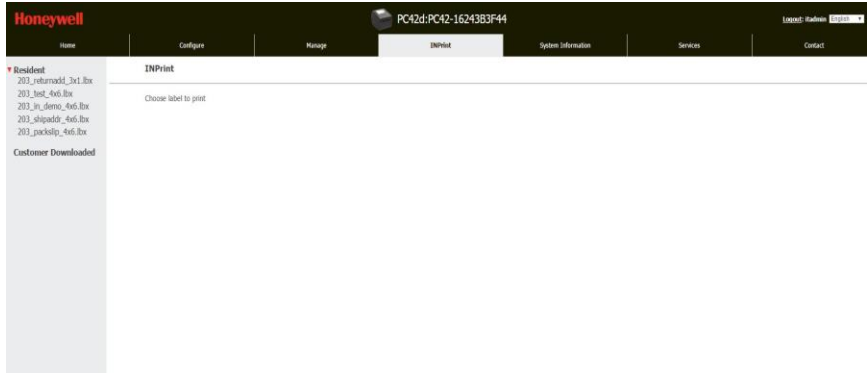 Honeywell
PC42d:PC42-16243B3F44
Logout: itadmin English
Home Configure Manage INPrint System Information Services Contact
Resident
203_returnadd_3x1.lbx
203_test_4x6.lbx
203_in_demo_4x6.lbx
203_shipaddr_4x6.lbx
203_packslip_4x6.lbx
Customer Downloaded
INPrint
Choose label to print